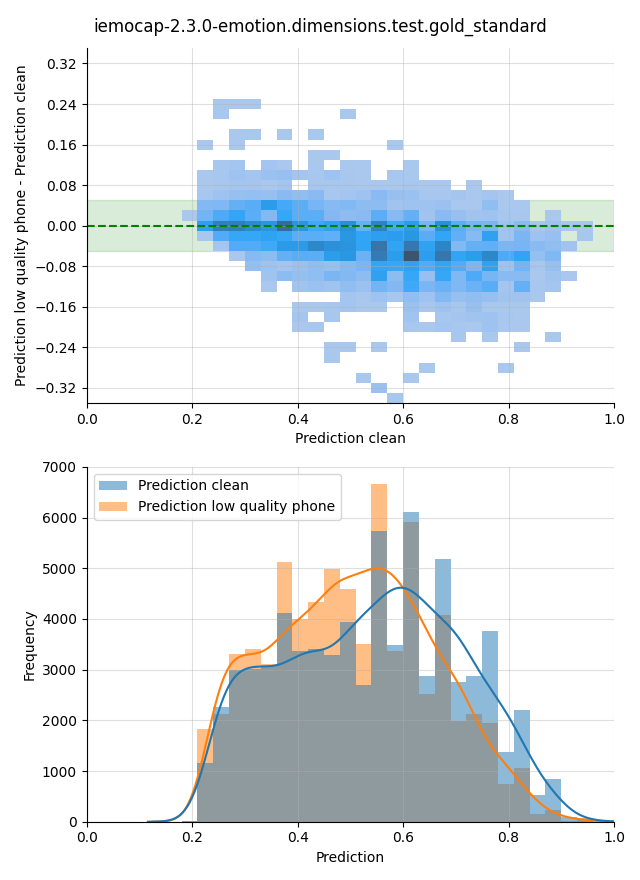 iemocap-2.3.0-emotion.dimensions.test.gold_standard
Prediction low quality phone - Prediction clean
0.32
0.24
0.16
0.08
0.00
−0.08
−0.16
−0.24
−0.32
0.0 0.2 0.4 0.6 0.8 1.0
Prediction clean
Frequency
7000
6000
5000
4000
3000
2000
1000
0
Prediction clean
Prediction low quality phone
0.0 0.2 0.4 0.6 0.8 1.0
Prediction